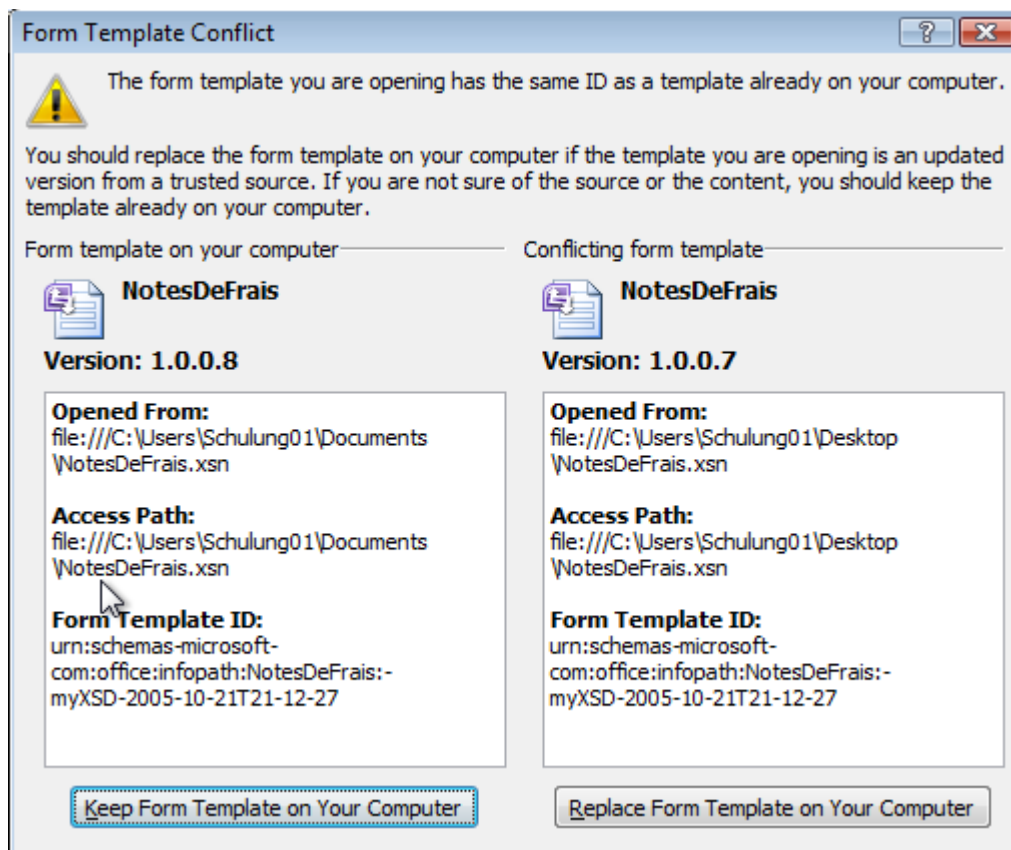 Form Template Conflict
The form template you are opening has the same ID as a template already on your computer.
You should replace the form template on your computer if the template you are opening is an updated
version from a trusted source. If you are not sure of the source or the content, you should keep the
template already on your computer.
Form template on your computer
NotesDeFrais
Version: 1.0.0.8
Opened From:
file:///C:\Users\Schulung01\Documents
\NotesDeFrais.xsn
Access Path:
file:///C:\Users\Schulung01\Documents
\NotesDeFrais.xsn
Form Template ID:
urn:schemas-microsoft-
com:office:infopath:NotesDeFrais:-
myXSD-2005-10-21T21-12-27
Keep Form Template on Your Computer
Conflicting form template
NotesDeFrais
Version: 1.0.0.7
Opened From:
file:///C:\Users\Schulung01\Desktop
\NotesDeFrais.xsn
Access Path:
file:///C:\Users\Schulung01\Desktop
\NotesDeFrais.xsn
Form Template ID:
urn:schemas-microsoft-
com:office:infopath:NotesDeFrais:-
myXSD-2005-10-21T21-12-27
Replace Form Template on Your Computer